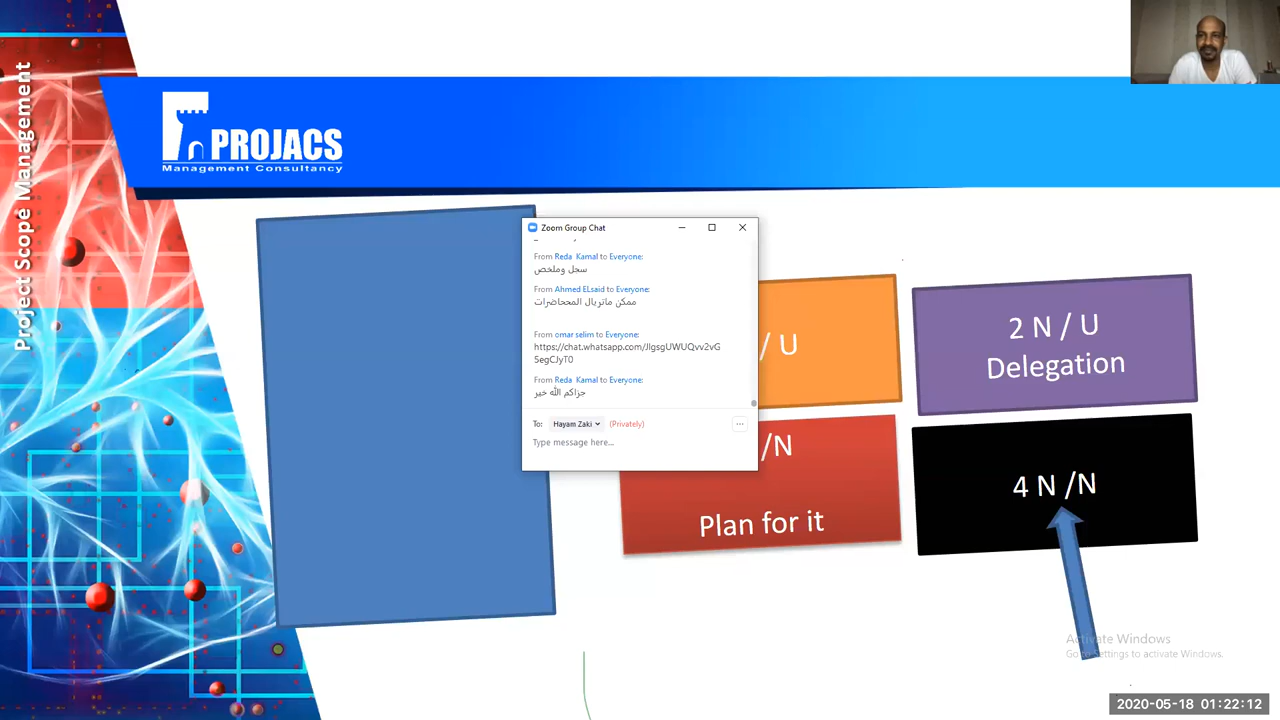 Project Scope Management
PROJACS
Management Consultancy
Zoom Group Chat
From Reda Kamal to Everyone:
سجل وملخص
From Ahmed ELsaid to Everyone:
ممكن ماتريال المححاضرات
From omar selim to Everyone:
https://chat.whatsapp.com/JlgsgUWUQvv2vG
5egCJyT0
From Reda Kamal to Everyone:
جزاكم الله خير
To: Hayam Zaki (Privately)
Type message here...
/ U
2 N / U
Delegation
/N
Plan for it
4 N /N
Activate Windows
Go to Settings to activate Windows.
2020-05-18 01:22:12